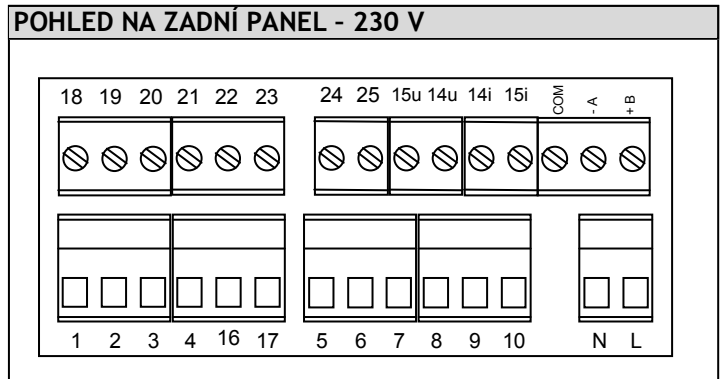 POHLED NA ZADNÍ PANEL – 230 V
18 19 20 21 22 23 24 25 15u 14u 14i 15i COM - A + B
1 2 3 4 16 17 5 6 7 8 9 10 N L